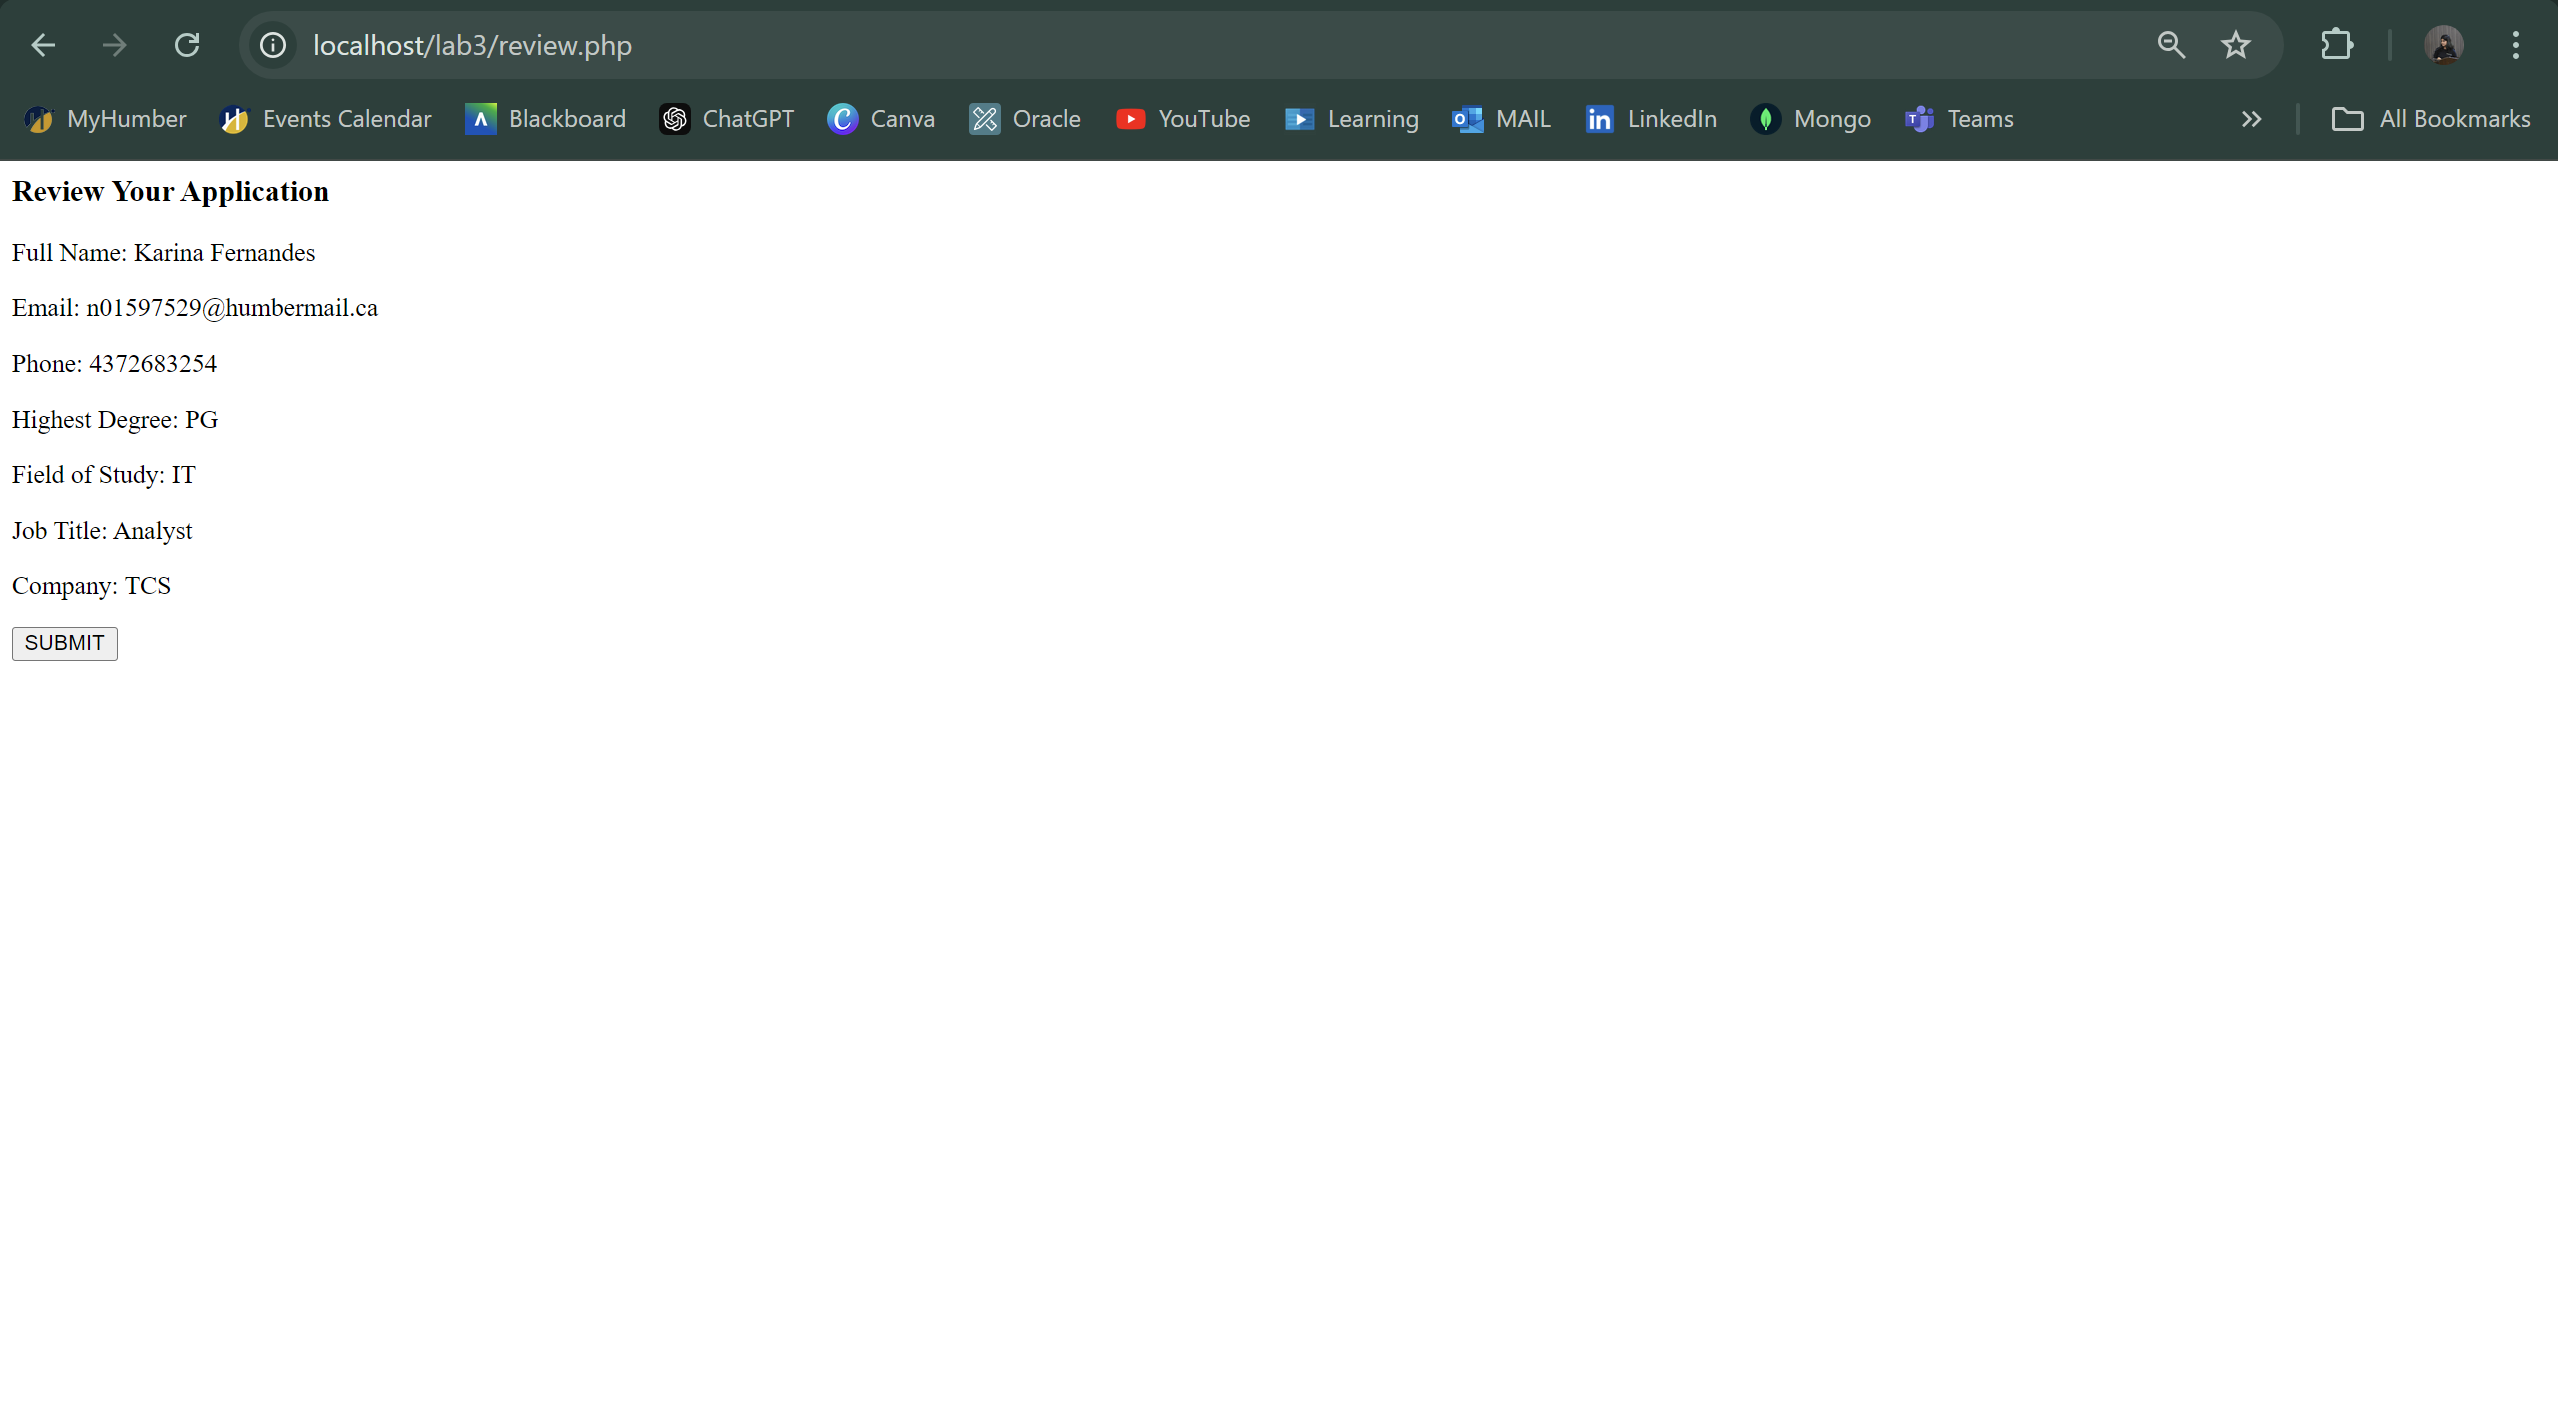 localhost/lab3/review.php
MyHumber Events Calendar Blackboard ChatGPT Canva Oracle YouTube Learning MAIL LinkedIn Mongo Teams All Bookmarks
Review Your Application
Full Name: Karina Fernandes
Email: n01597529@humbermail.ca
Phone: 4372683254
Highest Degree: PG
Field of Study: IT
Job Title: Analyst
Company: TCS
SUBMIT